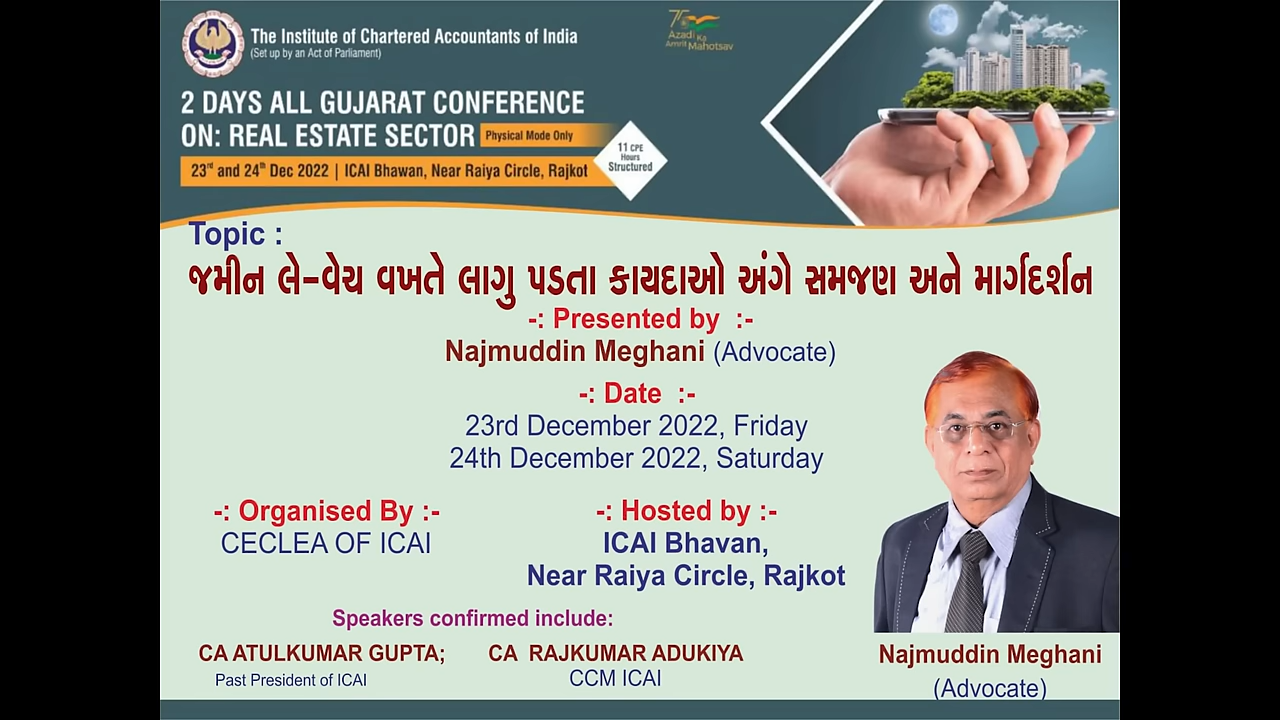 The Institute of Chartered Accountants of India
(Set up by an Act of Parliament)
75
Azadi Ka
Amrit Mahotsav
2 DAYS ALL GUJARAT CONFERENCE
ON: REAL ESTATE SECTOR Physical Mode Only
11 CPE
Hours
Structured
23rd and 24th Dec 2022 | ICAI Bhawan, Near Raiya Circle, Rajkot
Topic :
જમીન લે-વેચ વખતે લાગુ પડતા કાયદાઓ અંગે સમજણ અને માર્ગદર્શન
-: Presented by :-
Najmuddin Meghani (Advocate)
-: Date :-
23rd December 2022, Friday
24th December 2022, Saturday
-: Organised By :-
CECLEA OF ICAI
-: Hosted by :-
ICAI Bhavan,
Near Raiya Circle, Rajkot
Speakers confirmed include:
CA ATULKUMAR GUPTA;
Past President of ICAI
CA RAJKUMAR ADUKIYA
CCM ICAI
Najmuddin Meghani
(Advocate)